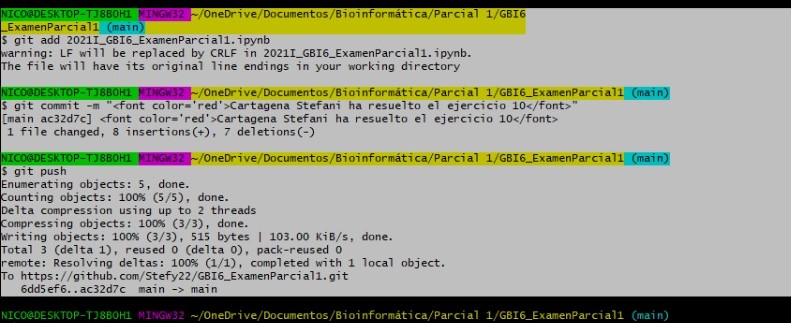 NICO@DESKTOP-TJ8BOH1 MINGW32 ~/OneDrive/Documentos/Bioinformática/Parcial 1/GBI6
_ExamenParcial1 (main)
$ git add 2021I_GBI6_ExamenParcial1.ipynb
warning: LF will be replaced by CRLF in 2021I_GBI6_ExamenParcial1.ipynb.
The file will have its original line endings in your working directory
NICO@DESKTOP-TJ8BOH1 MINGW32 ~/OneDrive/Documentos/Bioinformática/Parcial 1/GBI6_ExamenParcial1 (main)
$ git commit -m "<font color='red'>Cartagena Stefani ha resuelto el ejercicio 10</font>"
[main ac32d7c] <font color='red'>Cartagena Stefani ha resuelto el ejercicio 10</font>
1 file changed, 8 insertions(+), 7 deletions(-)
NICO@DESKTOP-TJ8BOH1 MINGW32 ~/OneDrive/Documentos/Bioinformática/Parcial 1/GBI6_ExamenParcial1 (main)
$ git push
Enumerating objects: 5, done.
Counting objects: 100% (5/5), done.
Delta compression using up to 2 threads
Compressing objects: 100% (3/3), done.
Writing objects: 100% (3/3), 515 bytes | 103.00 KiB/s, done.
Total 3 (delta 1), reused 0 (delta 0), pack-reused 0
remote: Resolving deltas: 100% (1/1), completed with 1 local object.
To https://github.com/Stefy22/GBI6_ExamenParcial1.git
6dd5ef6..ac32d7c main -> main
NICO@DESKTOP-TJ8BOH1 MINGW32 ~/OneDrive/Documentos/Bioinformática/Parcial 1/GBI6_ExamenParcial1 (main)